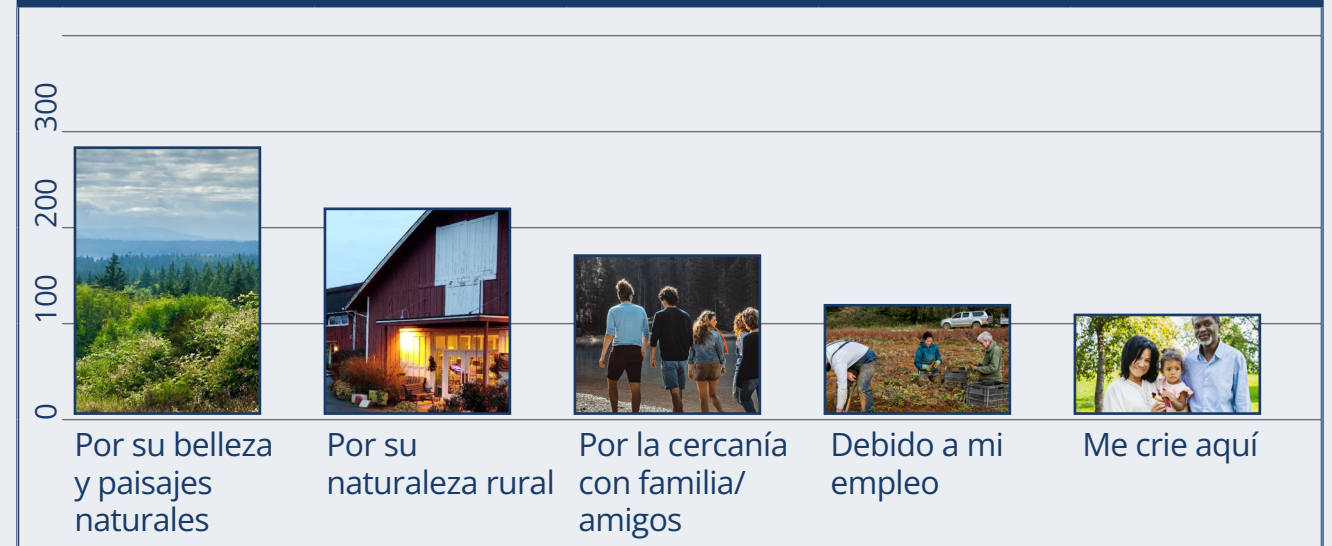 300
200
100
0
Por su belleza
y paisajes
naturales
Por su
naturaleza rural
Por la cercanía
con familia/
amigos
Debido a mi
empleo
Me crie aquí